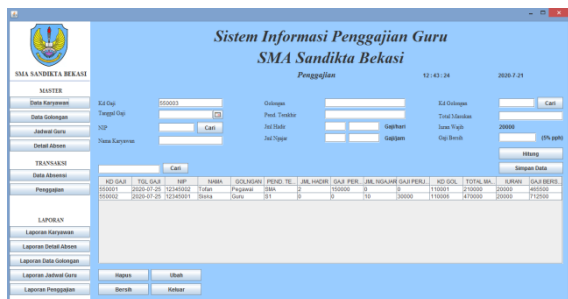 Sistem Informasi Penggajian Guru
SMA Sandikta Bekasi
SMA SANDIKTA BEKASI
Penggajian
12:43:24
2020-7-21
MASTER
Data Karyawan
Data Golongan
Jadwal Guru
Detail Absen
TRANSAKSI
Data Absensi
Penggajian
LAPORAN
Laporan Karyawan
Laporan Detail Absen
Laporan Data Golongan
Laporan Jadwal Guru
Laporan Penggajian
Kd Gaji 550003 Golongan Kd Golongan Cari
Tanggal Gaji Pend. Terakhir Total Masukan
NIP Cari Jml Hadir Gaji/hari Iuran Wajib 20000
Nama Karyawan Jml Ngajar Gaji/jam Gaji Bersih (5% pph)
Hitung
Cari Simpan Data
KD GAJI TGL GAJI NIP NAMA GOLNGAN PEND. TE... JML HADIR GAJI PER... JML NGAJAR GAJI PERJ... KD GOL TOTAL MA... IURAN GAJI BERS...
550001 2020-07-25 12345002 Tofan Pegawai SMA 2 150000 0 0 110001 210000 20000 465500
550002 2020-07-25 12345001 Siska Guru S1 0 0 10 30000 110006 470000 20000 712500
Hapus Ubah
Bersih Keluar